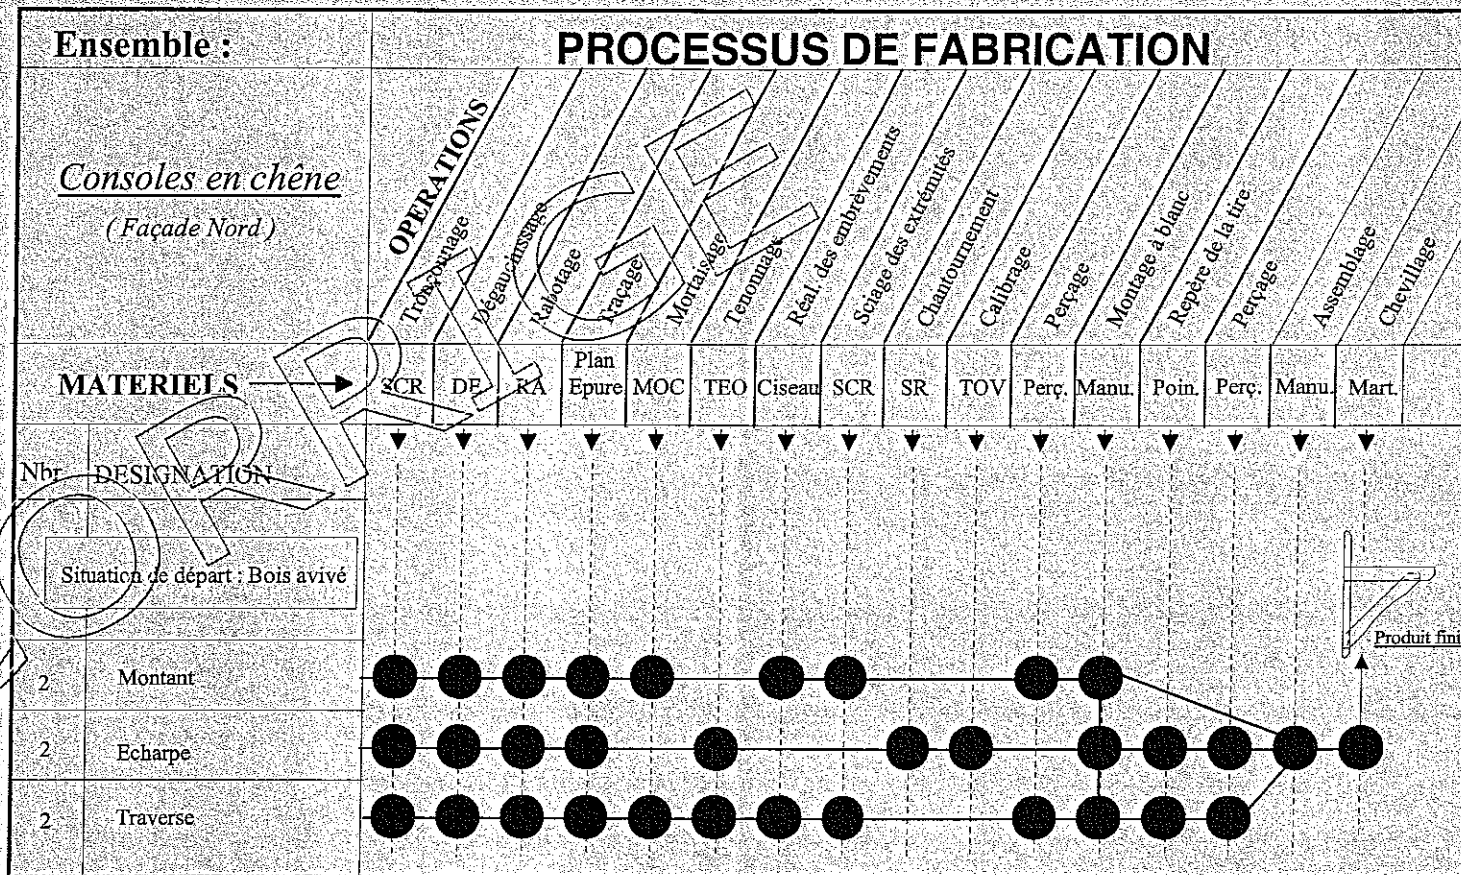 Ensemble :
PROCESSUS DE FABRICATION
Consoles en chêne
( Façade Nord )
OPERATIONS
Tronçonnage
Dégauchissage
Rabotage
Traçage
Mortaisage
Tenonnage
Réal. des embrèvements
Sciage des extrémités
Chantournement
Calibrage
Perçage
Montage à blanc
Repère de la tire
Perçage
Assemblage
Chevillage
MATERIELS
SCR
DE
RA
Plan
Epure
MOC
TEO
Ciseau
SCR
SR
TOV
Perç.
Manu.
Poin.
Perç.
Manu.
Mart.
Nbr
DESIGNATION
Situation de départ : Bois avivé
Produit fini
2 Montant
2 Echarpe
2 Traverse
CORRIGE